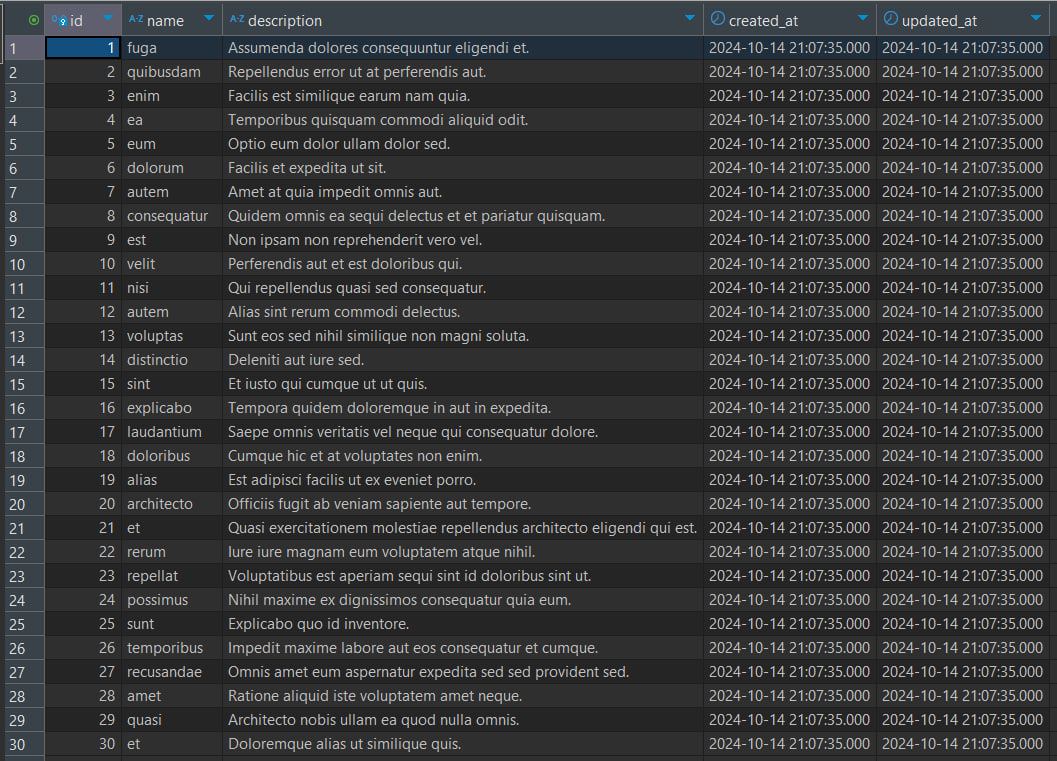 id A-Z name A-Z description created_at updated_at
1 1 fuga Assumenda dolores consequuntur eligendi et. 2024-10-14 21:07:35.000 2024-10-14 21:07:35.000
2 2 quibusdam Repellendus error ut at perferendis aut. 2024-10-14 21:07:35.000 2024-10-14 21:07:35.000
3 3 enim Facilis est similique earum nam quia. 2024-10-14 21:07:35.000 2024-10-14 21:07:35.000
4 4 ea Temporibus quisquam commodi aliquid odit. 2024-10-14 21:07:35.000 2024-10-14 21:07:35.000
5 5 eum Optio eum dolor ullam dolor sed. 2024-10-14 21:07:35.000 2024-10-14 21:07:35.000
6 6 dolorum Facilis et expedita ut sit. 2024-10-14 21:07:35.000 2024-10-14 21:07:35.000
7 7 autem Amet at quia impedit omnis aut. 2024-10-14 21:07:35.000 2024-10-14 21:07:35.000
8 8 consequatur Quidem omnis ea sequi delectus et et pariatur quisquam. 2024-10-14 21:07:35.000 2024-10-14 21:07:35.000
9 9 est Non ipsam non reprehenderit vero vel. 2024-10-14 21:07:35.000 2024-10-14 21:07:35.000
10 10 velit Perferendis aut et est doloribus qui. 2024-10-14 21:07:35.000 2024-10-14 21:07:35.000
11 11 nisi Qui repellendus quasi sed consequatur. 2024-10-14 21:07:35.000 2024-10-14 21:07:35.000
12 12 autem Alias sint rerum commodi delectus. 2024-10-14 21:07:35.000 2024-10-14 21:07:35.000
13 13 voluptas Sunt eos sed nihil similique non magni soluta. 2024-10-14 21:07:35.000 2024-10-14 21:07:35.000
14 14 distinctio Deleniti aut iure sed. 2024-10-14 21:07:35.000 2024-10-14 21:07:35.000
15 15 sint Et iusto qui cumque ut ut quis. 2024-10-14 21:07:35.000 2024-10-14 21:07:35.000
16 16 explicabo Tempora quidem doloremque in aut in expedita. 2024-10-14 21:07:35.000 2024-10-14 21:07:35.000
17 17 laudantium Saepe omnis veritatis vel neque qui consequatur dolore. 2024-10-14 21:07:35.000 2024-10-14 21:07:35.000
18 18 doloribus Cumque hic et at voluptates non enim. 2024-10-14 21:07:35.000 2024-10-14 21:07:35.000
19 19 alias Est adipisci facilis ut ex eveniet porro. 2024-10-14 21:07:35.000 2024-10-14 21:07:35.000
20 20 architecto Officiis fugit ab veniam sapiente aut tempore. 2024-10-14 21:07:35.000 2024-10-14 21:07:35.000
21 21 et Quasi exercitationem molestiae repellendus architecto eligendi qui est. 2024-10-14 21:07:35.000 2024-10-14 21:07:35.000
22 22 rerum Iure iure magnam eum voluptatem atque nihil. 2024-10-14 21:07:35.000 2024-10-14 21:07:35.000
23 23 repellat Voluptatibus est aperiam sequi sint id doloribus sint ut. 2024-10-14 21:07:35.000 2024-10-14 21:07:35.000
24 24 possimus Nihil maxime ex dignissimos consequatur quia eum. 2024-10-14 21:07:35.000 2024-10-14 21:07:35.000
25 25 sunt Explicabo quo id inventore. 2024-10-14 21:07:35.000 2024-10-14 21:07:35.000
26 26 temporibus Impedit maxime labore aut eos consequatur et cumque. 2024-10-14 21:07:35.000 2024-10-14 21:07:35.000
27 27 recusandae Omnis amet eum aspernatur expedita sed sed provident sed. 2024-10-14 21:07:35.000 2024-10-14 21:07:35.000
28 28 amet Ratione aliquid iste voluptatem amet neque. 2024-10-14 21:07:35.000 2024-10-14 21:07:35.000
29 29 quasi Architecto nobis ullam ea quod nulla omnis. 2024-10-14 21:07:35.000 2024-10-14 21:07:35.000
30 30 et Doloremque alias ut similique quis. 2024-10-14 21:07:35.000 2024-10-14 21:07:35.000